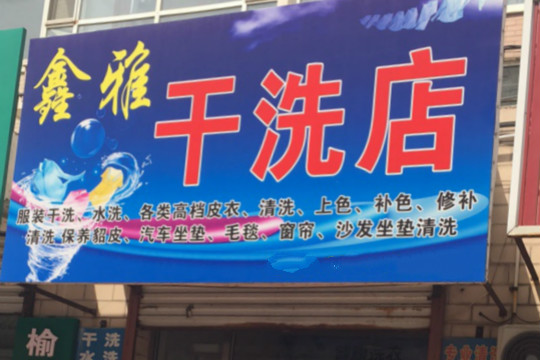 鑫雅
干洗店
服装干洗、水洗、各类高档皮衣、清洗、上色、补色、修补
清洗 保养貂皮、汽车坐垫、毛毯、窗帘、沙发坐垫清洗
榆
干洗
水洗